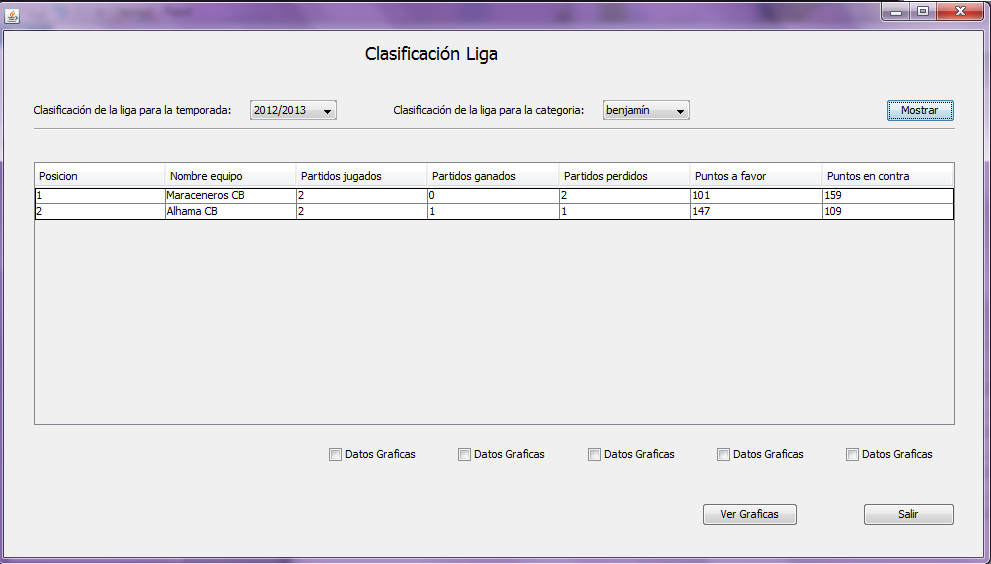 Clasificación Liga
Clasificación de la liga para la temporada: 2012/2013 Clasificación de la liga para la categoria: benjamín Mostrar
Posicion Nombre equipo Partidos jugados Partidos ganados Partidos perdidos Puntos a favor Puntos en contra
1 Maraceneros CB 2 0 2 101 159
2 Alhama CB 2 1 1 147 109
Datos Graficas Datos Graficas Datos Graficas Datos Graficas Datos Graficas
Ver Graficas Salir